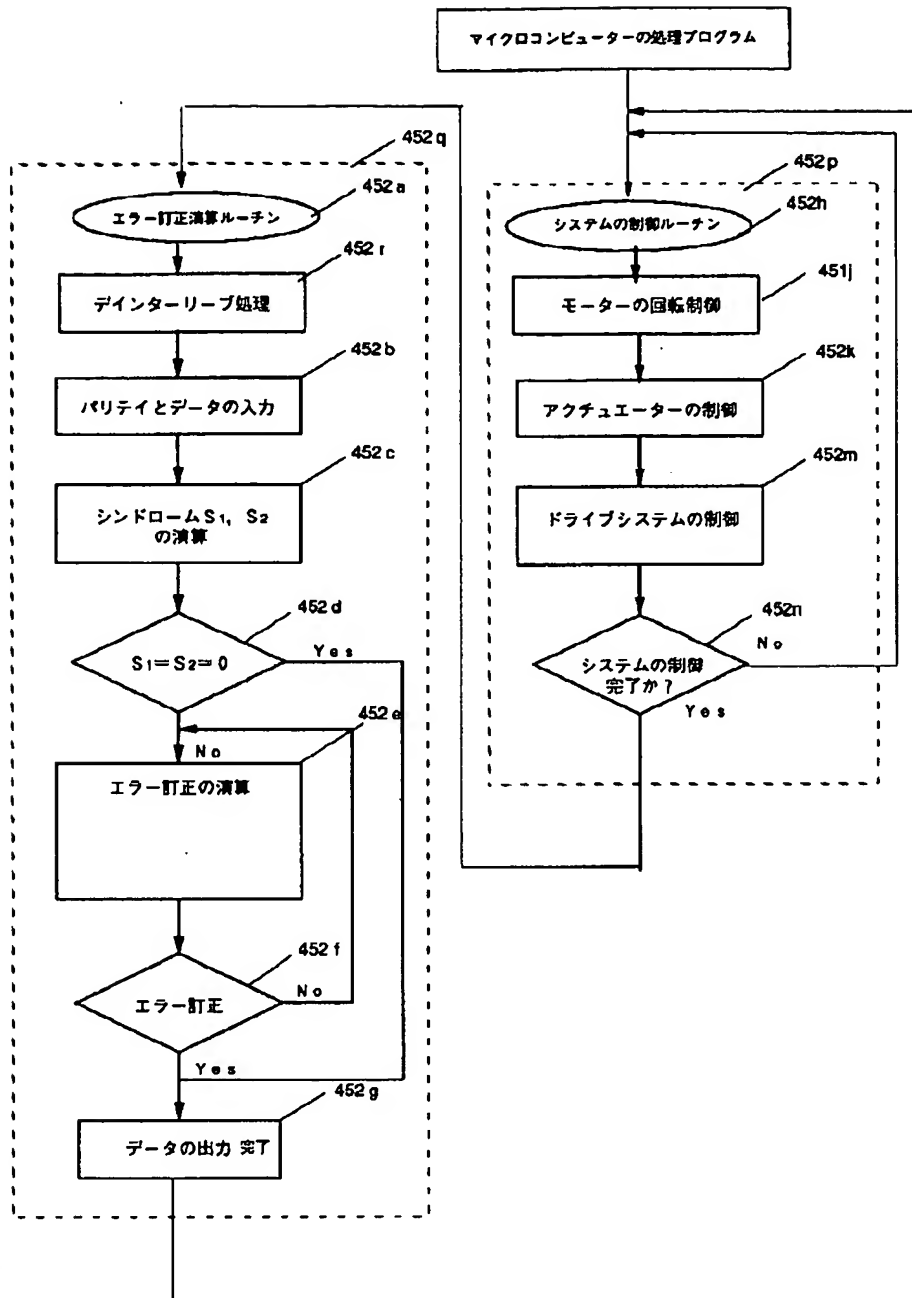 マイクロコンピューターの処理プログラム
452q
452a
エラー訂正演算ルーチン
452r
デインターリーブ処理
452b
パリテイとデータの入力
452c
シンドロームS1, S2
の演算
452d
S1=S2=0
Yes
452e
No
エラー訂正の演算
452f
エラー訂正
No
Yes
452g
データの出力 完了
452p
452h
システムの制御ルーチン
451j
モーターの回転制御
452k
アクチュエーターの制御
452m
ドライブシステムの制御
452n
システムの制御
完了か?
No
Yes